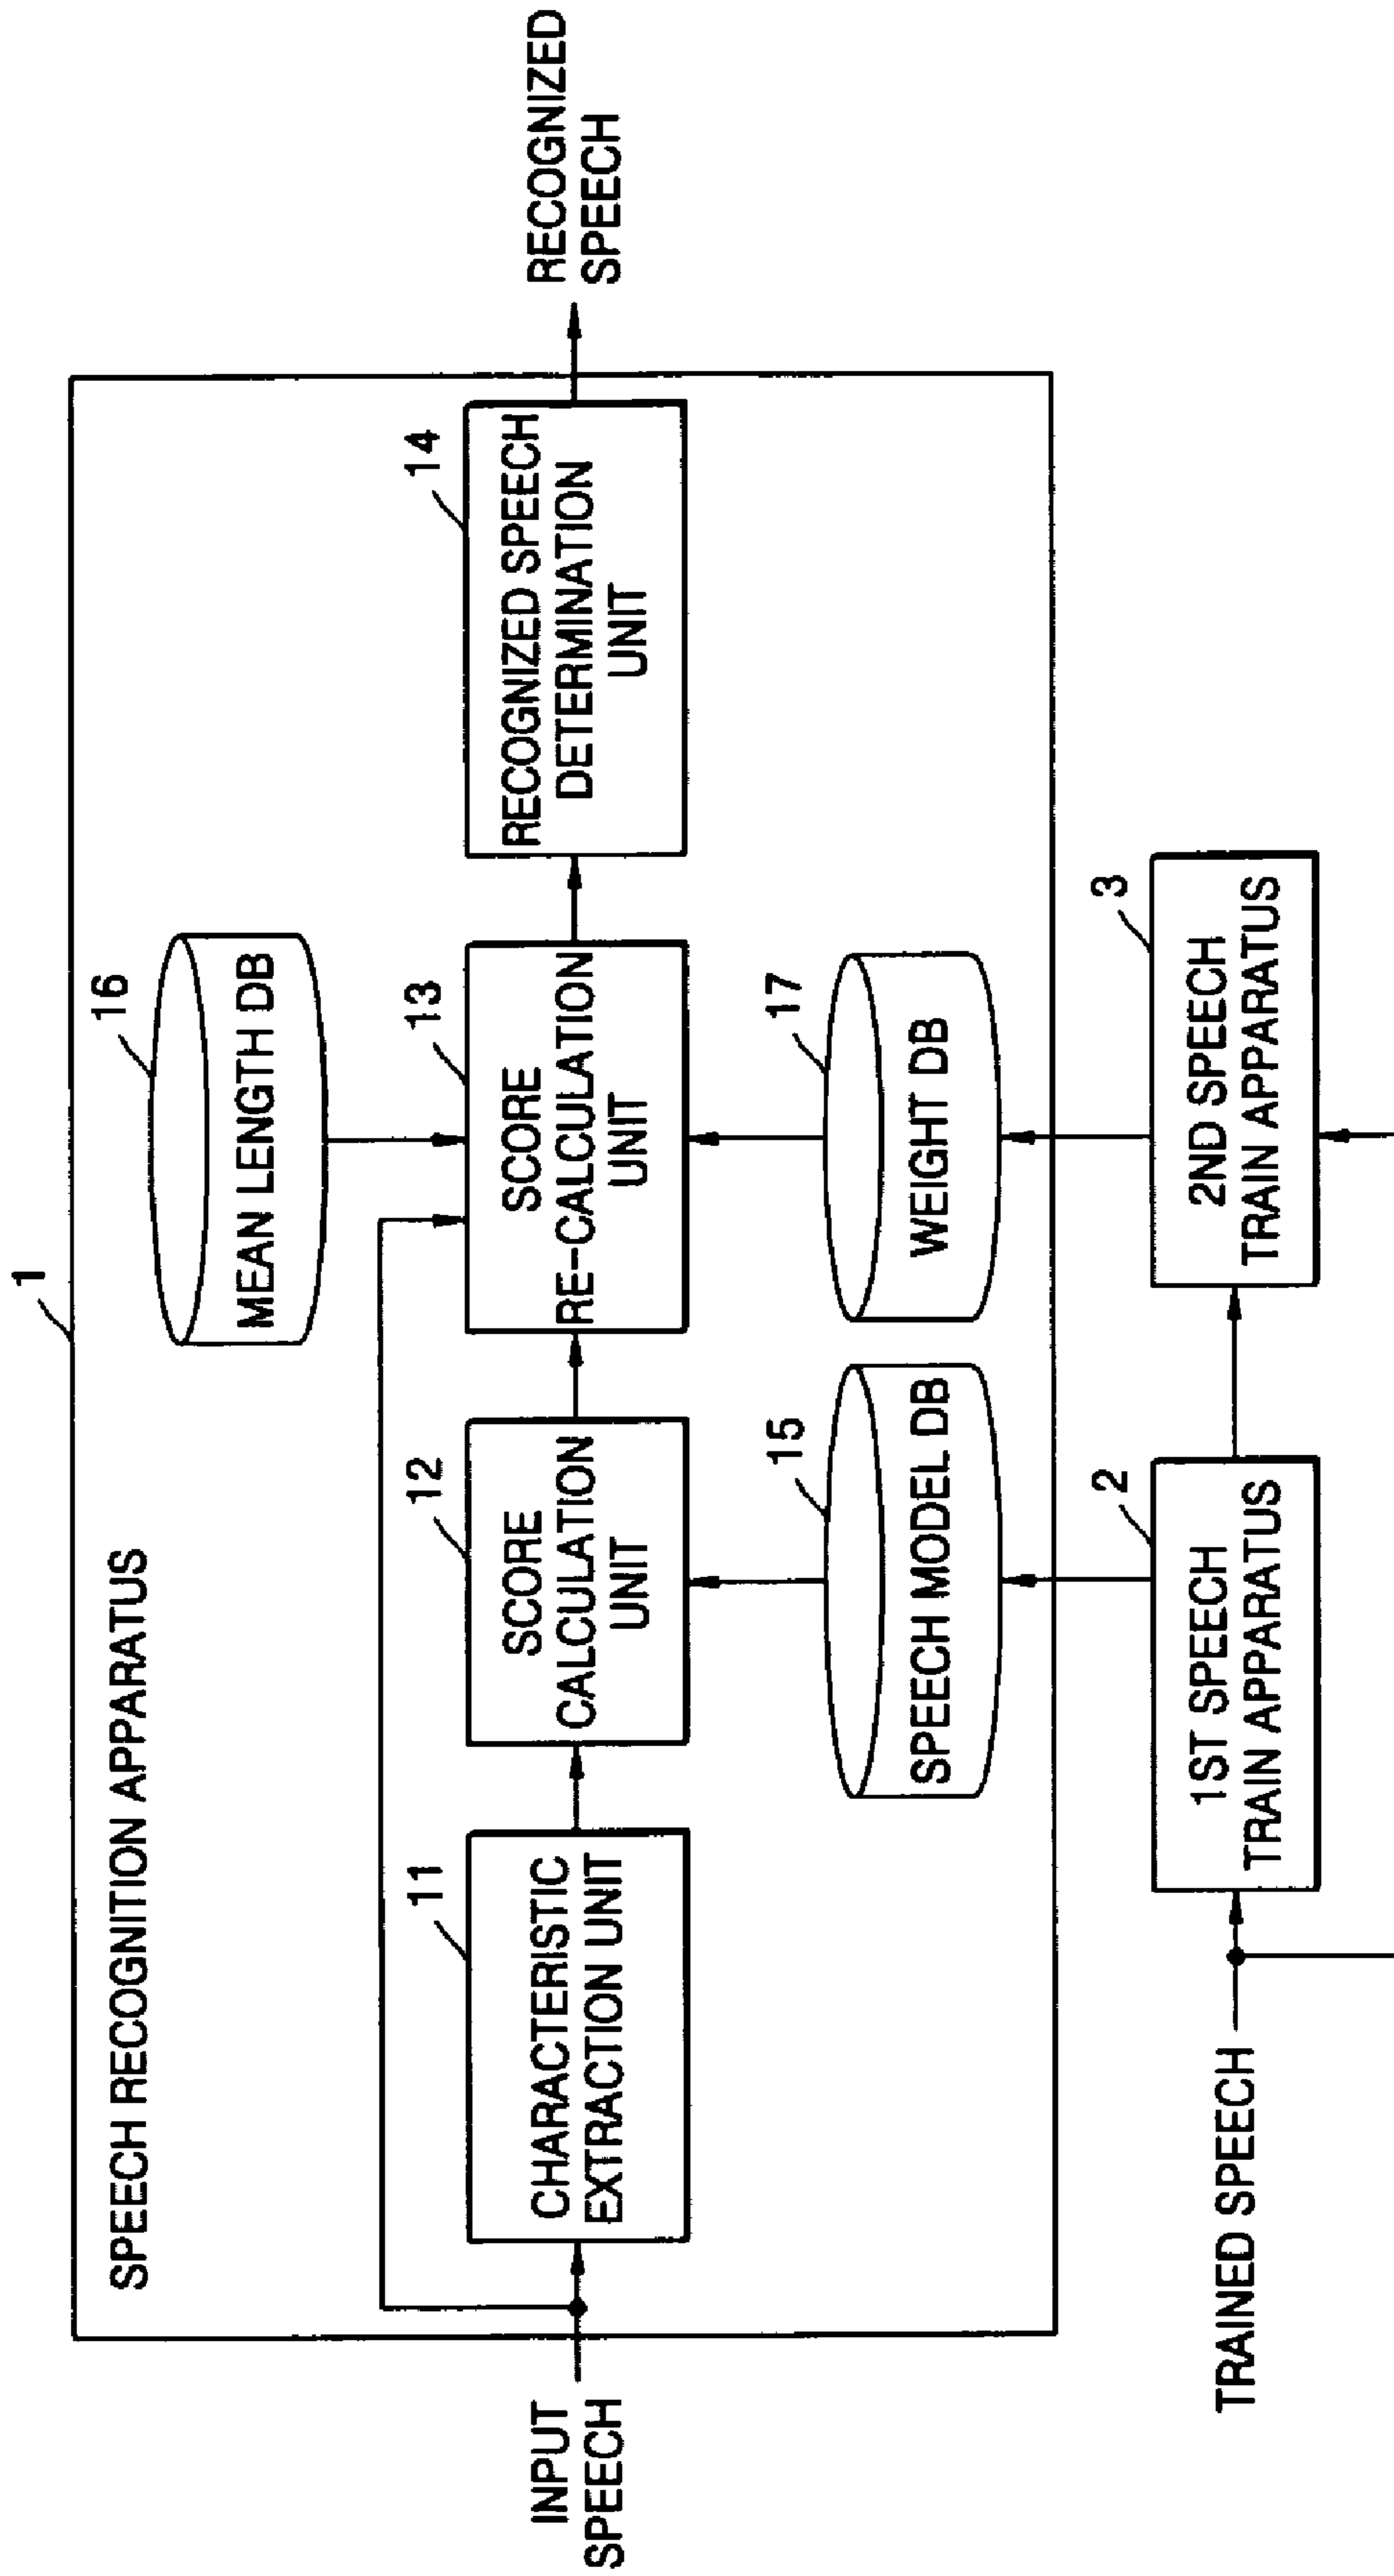 1
SPEECH RECOGNITION APPARATUS
16
MEAN LENGTH DB
INPUT
SPEECH
11
CHARACTERISTIC
EXTRACTION UNIT
12
SCORE
CALCULATION
UNIT
13
SCORE
RE-CALCULATION
UNIT
14
RECOGNIZED SPEECH
DETERMINATION
UNIT
RECOGNIZED
SPEECH
15
SPEECH MODEL DB
17
WEIGHT DB
TRAINED SPEECH
2
1ST SPEECH
TRAIN APPARATUS
3
2ND SPEECH
TRAIN APPARATUS